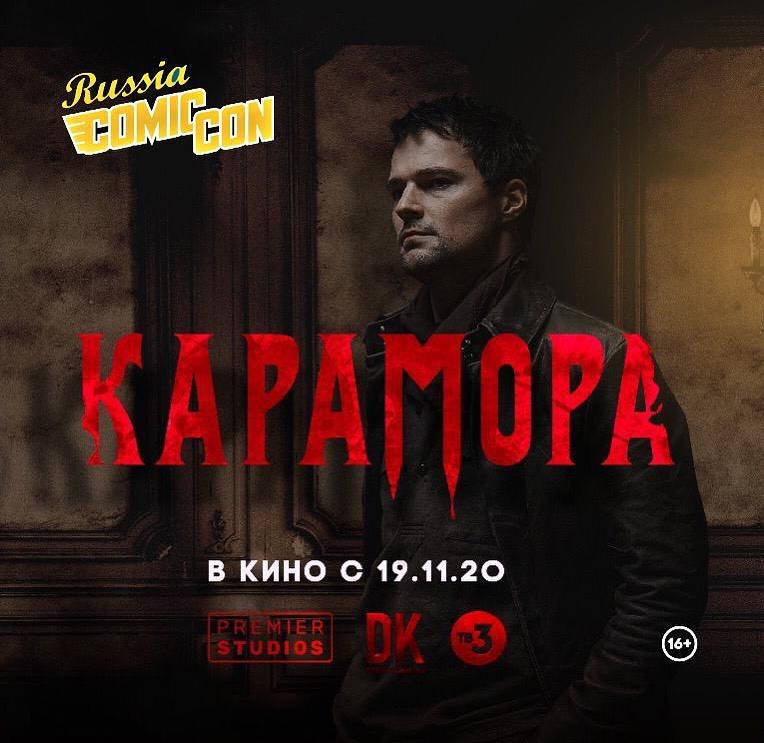 Russia
COMIC CON
КАРАМОРА
В КИНО С 19.11.20
PREMIER
STUDIOS
DK
ТВ3
16+